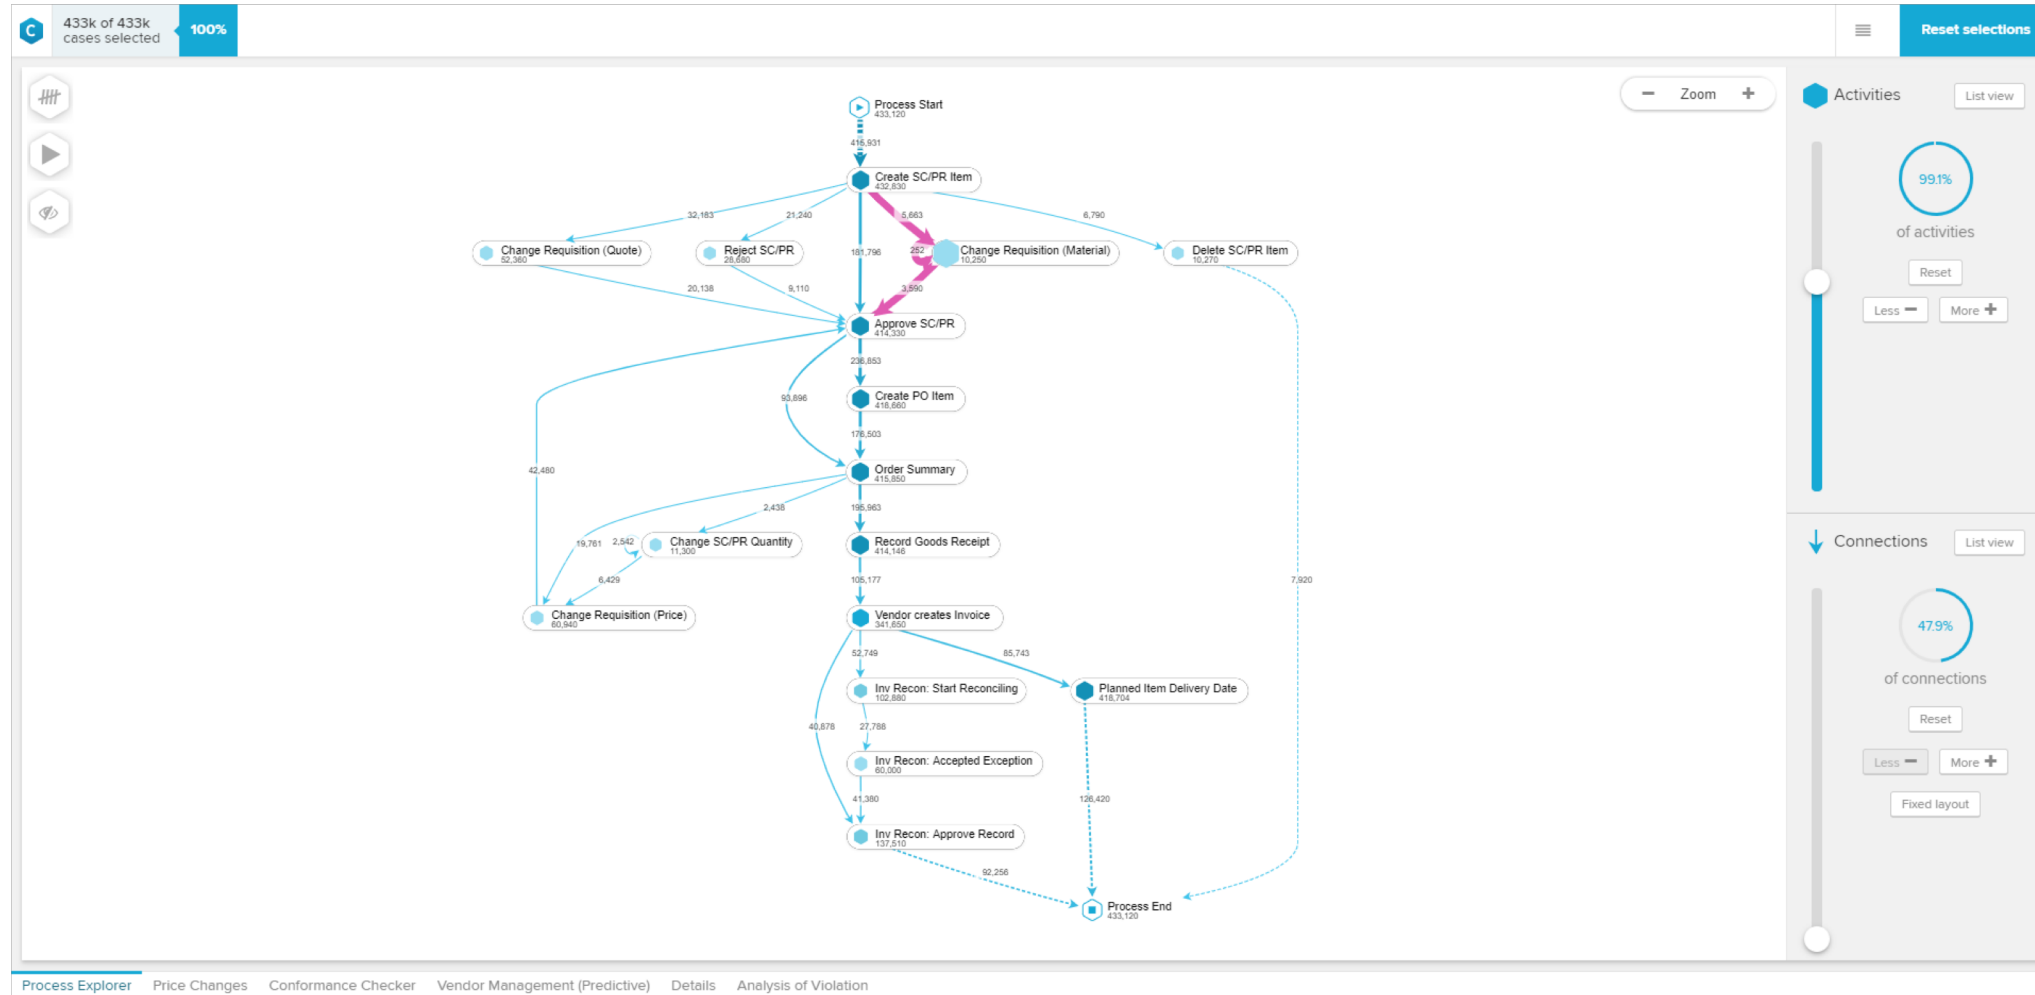 C
433k of 433k
cases selected
100%
Reset selections
Zoom
Activities
List view
99.1%
of activities
Reset
Less
More
Connections
List view
47.9%
of connections
Reset
Less
More
Fixed layout
Process Start
433,120
415,931
Create SC/PR Item
432,830
32,183
21,240
5,663
6,790
Change Requisition (Quote)
52,360
Reject SC/PR
28,680
181,796
252
Change Requisition (Material)
10,250
Delete SC/PR Item
10,270
20,138
9,110
3,590
Approve SC/PR
414,330
236,853
93,896
Create PO Item
418,660
176,503
42,480
Order Summary
415,850
2,438
195,963
19,761
2,542
Change SC/PR Quantity
11,300
Record Goods Receipt
414,146
6,429
105,177
7,920
Change Requisition (Price)
60,940
Vendor creates Invoice
341,650
52,749
85,743
Inv Recon: Start Reconciling
102,880
Planned Item Delivery Date
418,704
40,878
27,788
Inv Recon: Accepted Exception
60,000
41,380
126,420
Inv Recon: Approve Record
137,510
92,256
Process End
433,120
Process Explorer
Price Changes
Conformance Checker
Vendor Management (Predictive)
Details
Analysis of Violation